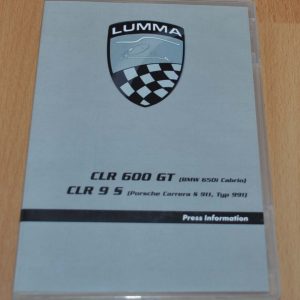 LUMMA
CLR 600 GT (BMW 650i Cabrio)
CLR 9 S (Porsche Carrera S 911, Typ 991)
Press Information